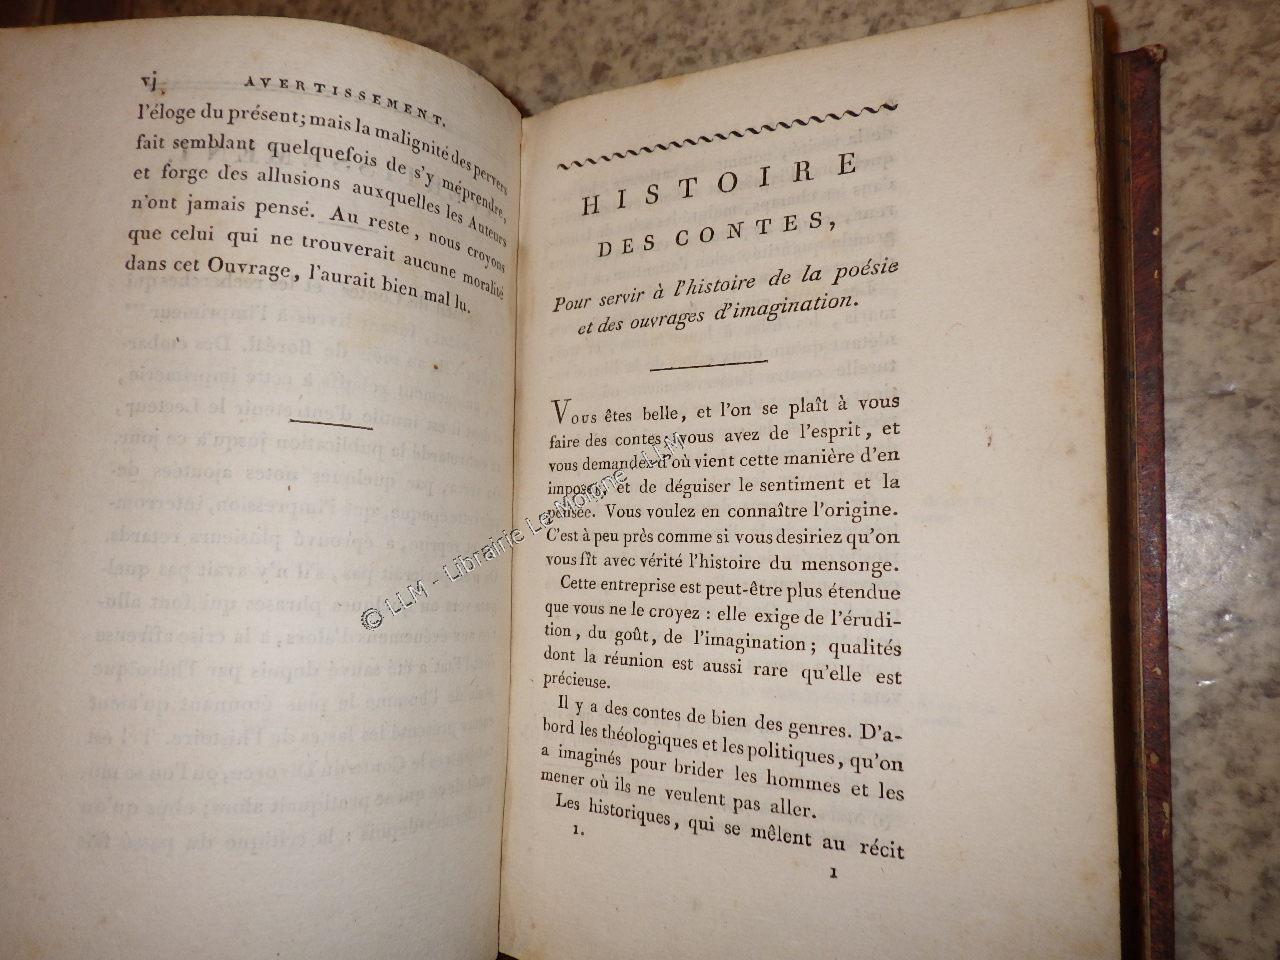 vj
AVERTISSEMENT.
l'éloge du présent; mais la malignité des pervers
fait semblant quelquefois de s'y méprendre,
et forge des allusions auxquelles les Auteurs
n'ont jamais pensé. Au reste, nous croyons
que celui qui ne trouverait aucune moralité
dans cet Ouvrage, l'aurait bien mal lu.
HISTOIRE
DES CONTES,
Pour servir à l'histoire de la poésie
et des ouvrages d'imagination.
Vous êtes belle, et l'on se plaît à vous
faire des contes; vous avez de l'esprit, et
vous demandez d'où vient cette manière d'en
imposer, et de déguiser le sentiment et la
pensée. Vous voulez en connaître l'origine.
C'est à peu près comme si vous desiriez qu'on
vous fît avec vérité l'histoire du mensonge.
Cette entreprise est peut-être plus étendue
que vous ne le croyez : elle exige de l'érudi-
tion, du goût, de l'imagination; qualités
dont la réunion est aussi rare qu'elle est
précieuse.
Il y a des contes de bien des genres. D'a-
bord les théologiques et les politiques, qu'on
a imaginés pour brider les hommes et les
mener où ils ne veulent pas aller.
Les historiques, qui se mêlent au récit
1.
1
© LLM - Librairie Le Moigne - LLM